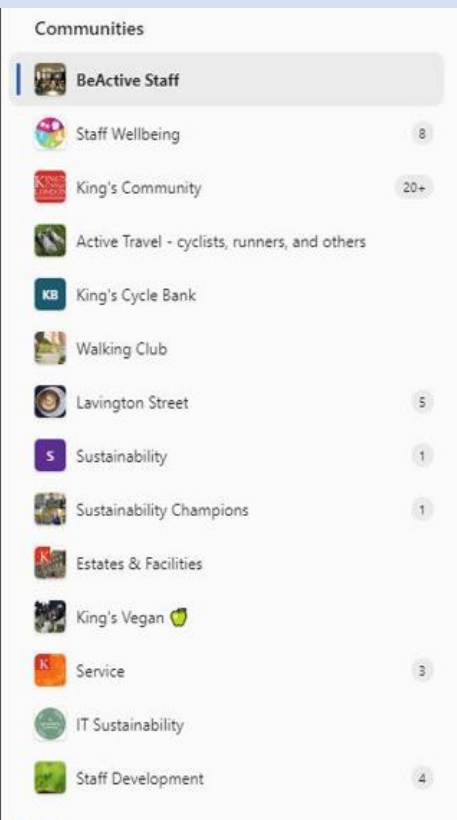 Communities
BeActive Staff
Staff Wellbeing 8
KING'S
LONDON
King's Community 20+
Active Travel - cyclists, runners, and others
KB King's Cycle Bank
Walking Club
Lavington Street 5
S Sustainability 1
Sustainability Champions 1
K Estates & Facilities
King's Vegan 🍏
K Service 3
IT Sustainability
Staff Development 4